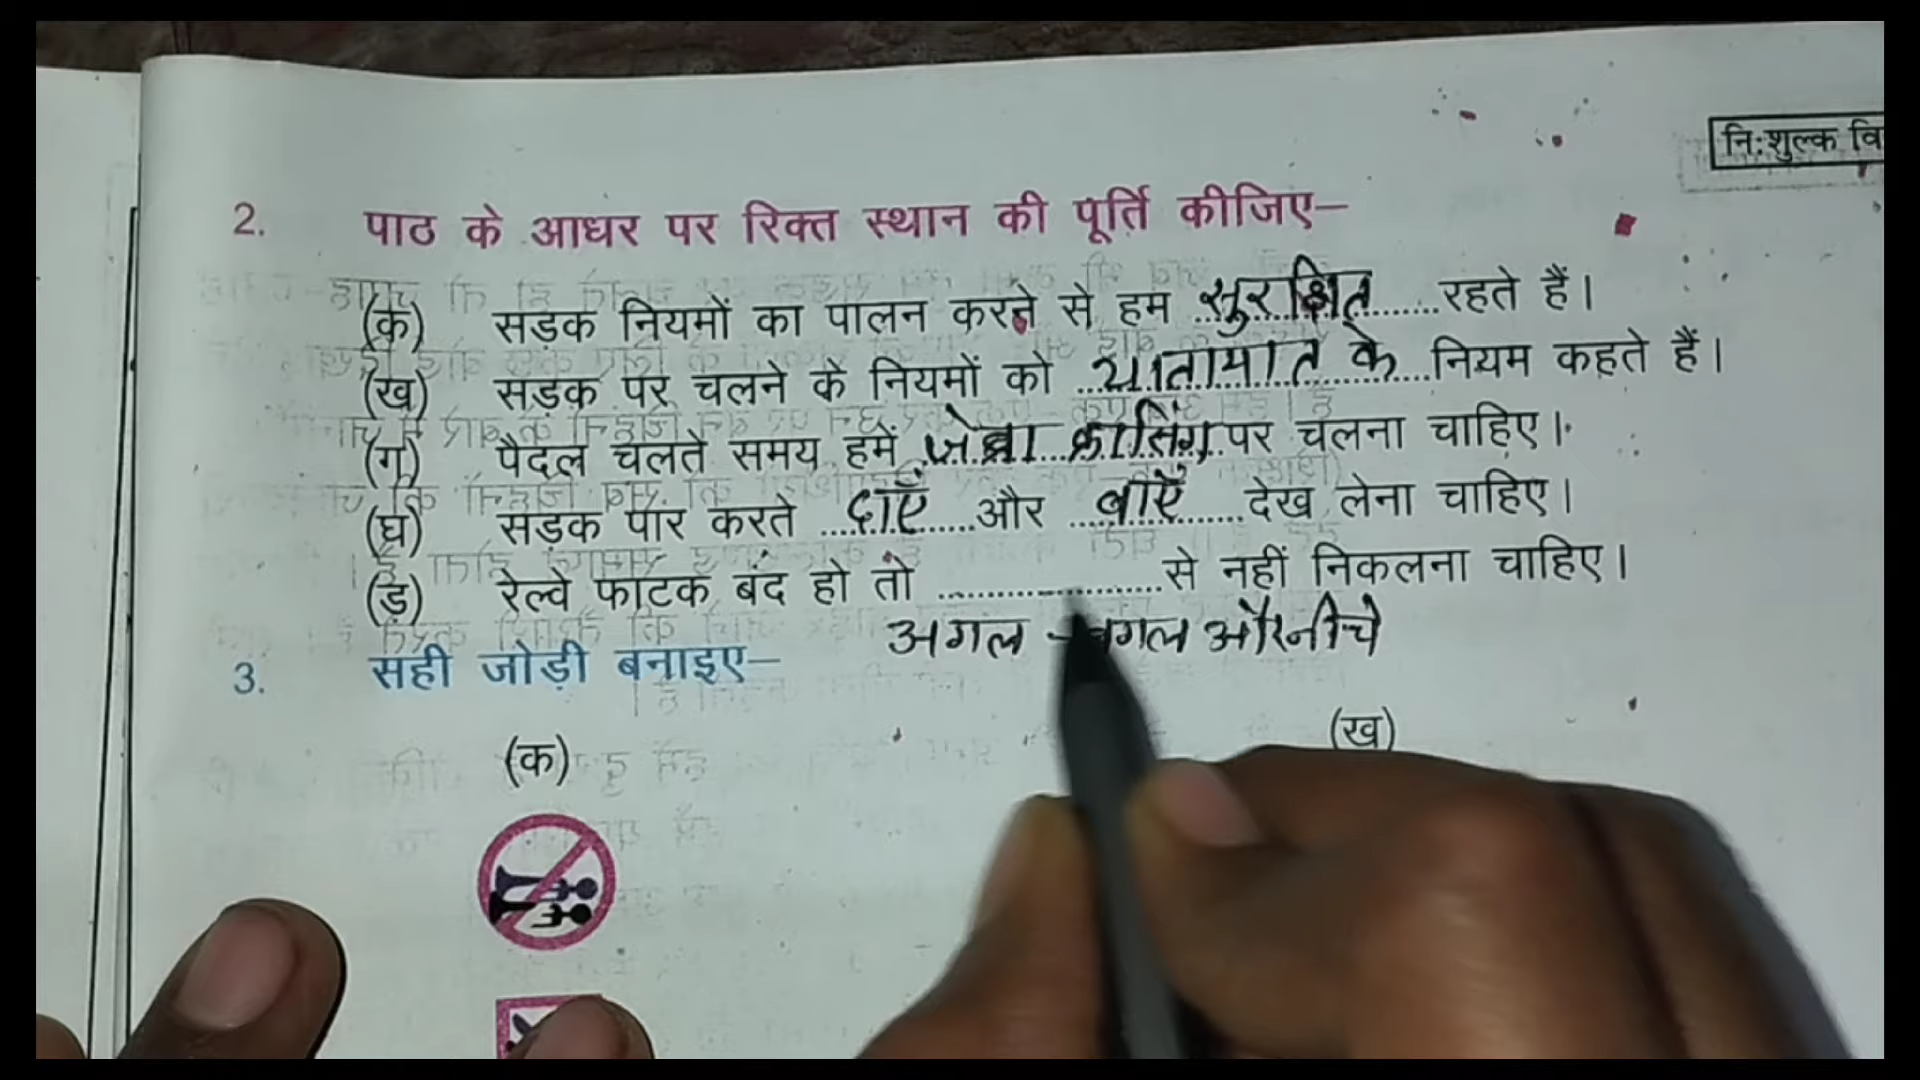 नि:शुल्क वि
2. पाठ के आधर पर रिक्त स्थान की पूर्ति कीजिए–
(क) सड़क नियमों का पालन करने से हम सुरक्षित रहते हैं।
(ख) सड़क पर चलने के नियमों को यातायात के नियम कहते हैं।
(ग) पैदल चलते समय हमें जेब्रा क्रासिंग पर चलना चाहिए।
(घ) सड़क पार करते दाएँ और बाएँ देख लेना चाहिए।
(ड़) रेल्वे फाटक बंद हो तो ..................... से नहीं निकलना चाहिए।
अगल -बगल और नीचे
3. सही जोड़ी बनाइए–
(क) (ख)